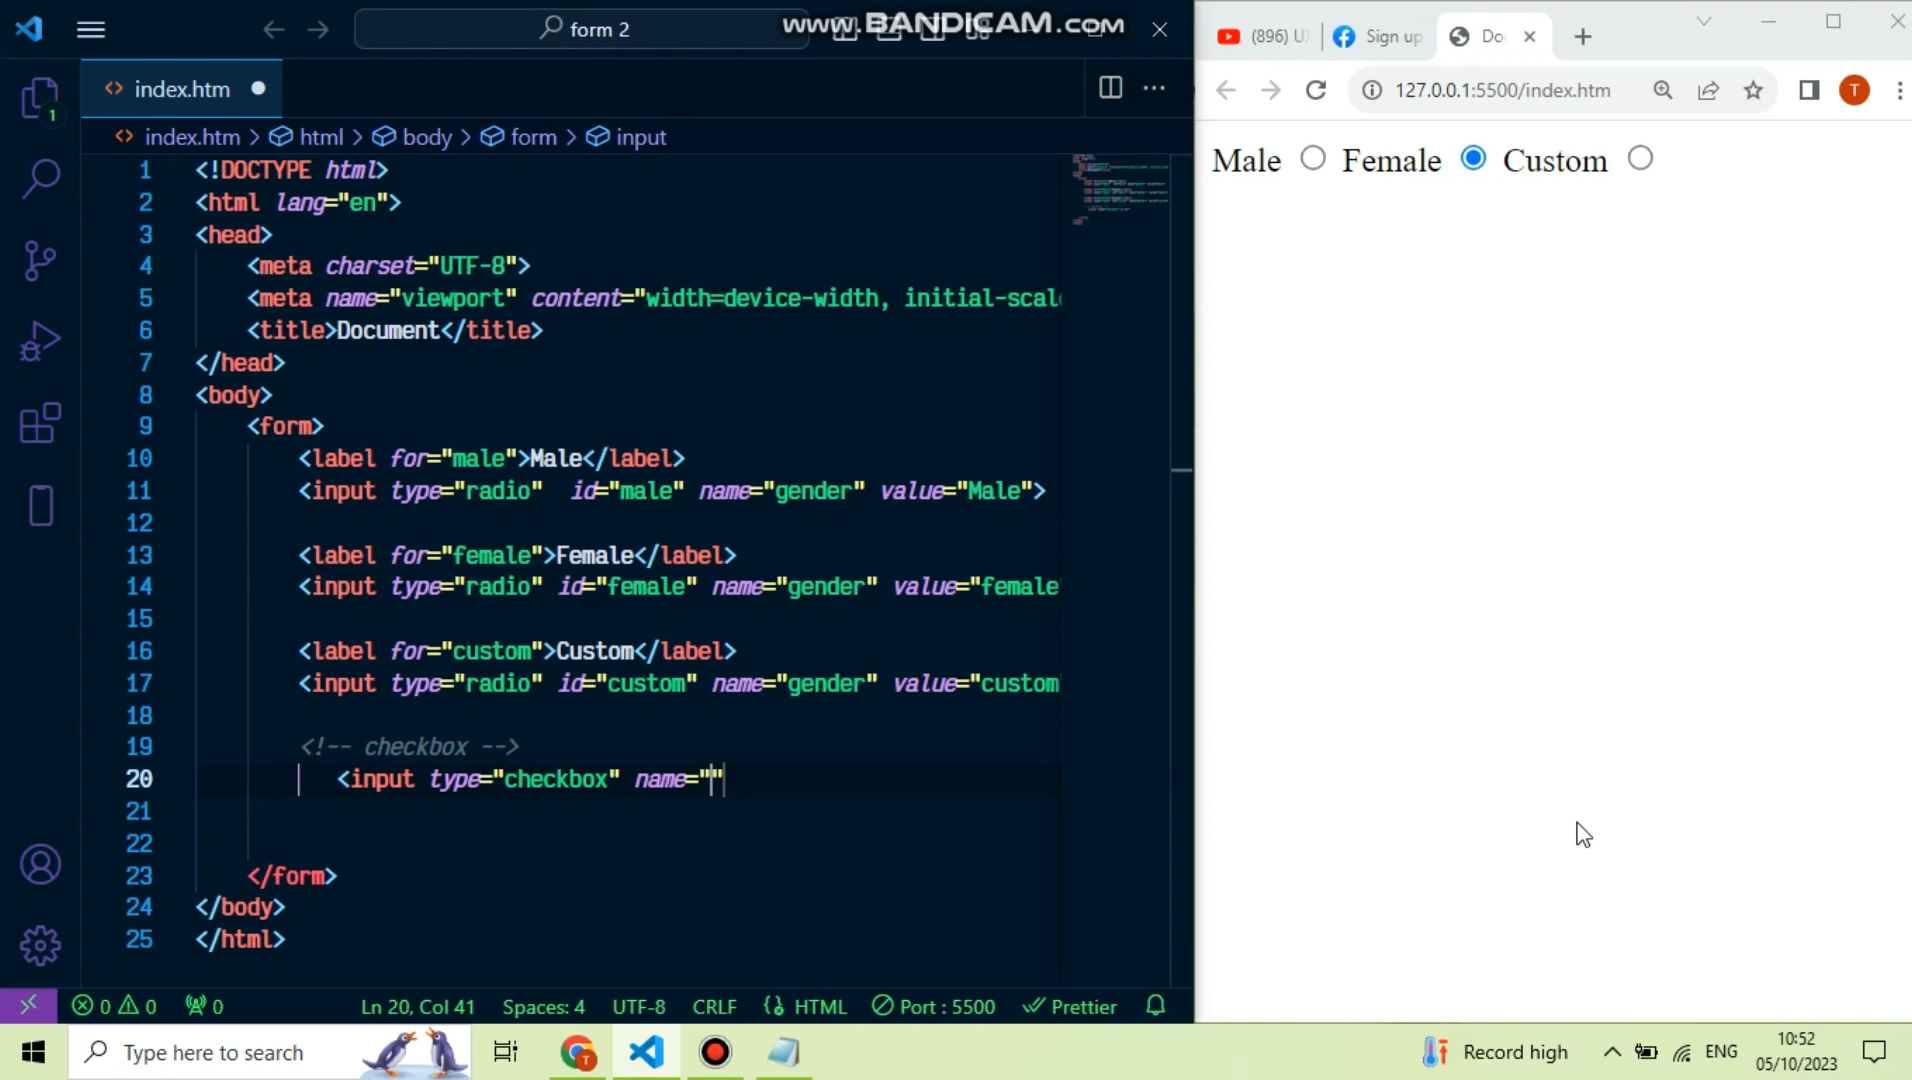 form 2
www.BANDICAM.com
index.htm
1
index.htm > html > body > form > input
1 <!DOCTYPE html>
2 <html lang="en">
3 <head>
4 <meta charset="UTF-8">
5 <meta name="viewport" content="width=device-width, initial-scal
6 <title>Document</title>
7 </head>
8 <body>
9 <form>
10 <label for="male">Male</label>
11 <input type="radio"  id="male" name="gender" value="Male">
12
13 <label for="female">Female</label>
14 <input type="radio" id="female" name="gender" value="female
15
16 <label for="custom">Custom</label>
17 <input type="radio" id="custom" name="gender" value="custom
18
19 <!-- checkbox -->
20 <input type="checkbox" name=""
21
22
23 </form>
24 </body>
25 </html>
0 0 0 Ln 20, Col 41 Spaces: 4 UTF-8 CRLF HTML Port : 5500 Prettier
(896) U
Sign up
Do
127.0.0.1:5500/index.htm
T
Male Female Custom
Type here to search
T
Record high
ENG
10:52
05/10/2023